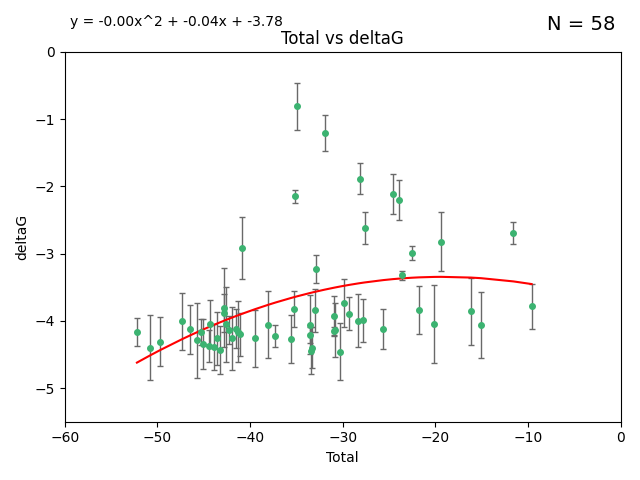 y = -0.00x^2 + -0.04x + -3.78
N = 58
Total vs deltaG
0
−1
−2
−3
−4
−5
deltaG
−60 −50 −40 −30 −20 −10 0
Total